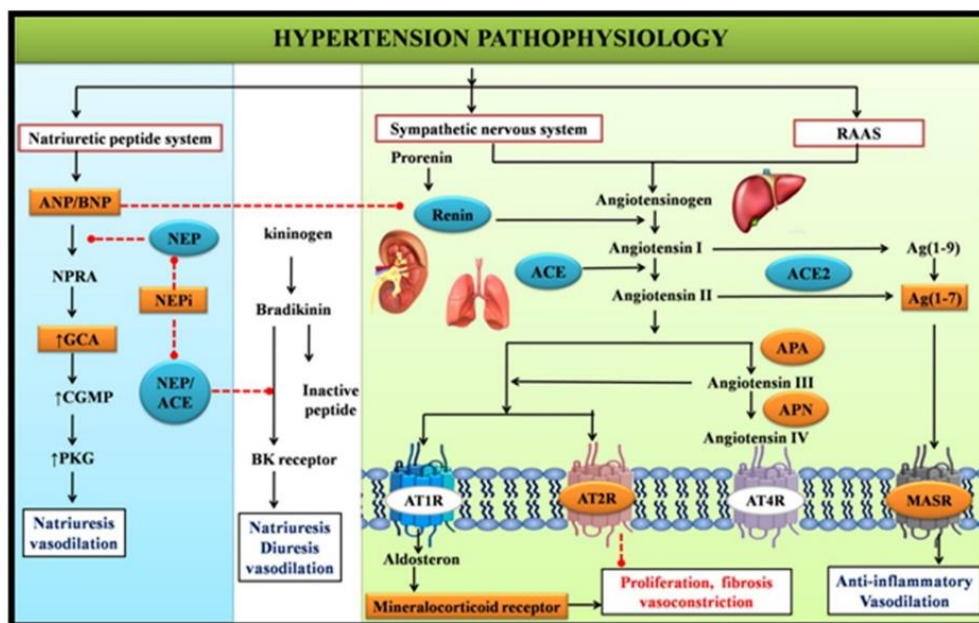 HYPERTENSION PATHOPHYSIOLOGY
Natriuretic peptide system
ANP/BNP
NEP
NPRA
NEPi
↑GCA
↑CGMP
NEP/
ACE
↑PKG
Natriuresis
vasodilation
kininogen
Bradikinin
Inactive
peptide
BK receptor
Natriuresis
Diuresis
vasodilation
Sympathetic nervous system
RAAS
Prorenin
Renin
Angiotensinogen
Angiotensin I
Ag(1-9)
ACE
ACE2
Angiotensin II
Ag(1-7)
APA
Angiotensin III
APN
Angiotensin IV
AT1R
AT2R
AT4R
MASR
Aldosteron
Mineralocorticoid receptor
Proliferation, fibrosis
vasoconstriction
Anti-inflammatory
Vasodilation